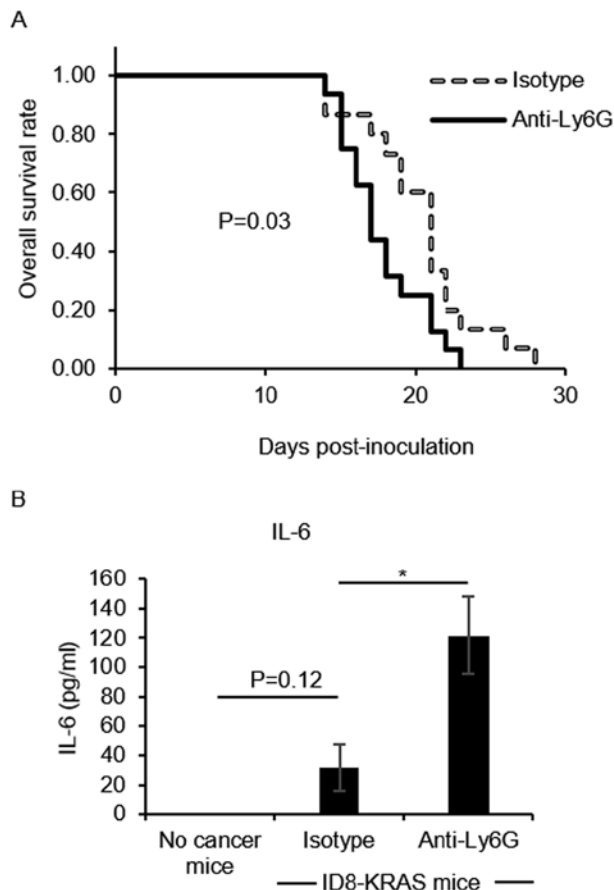 A
Overall survival rate
1.00
0.80
0.60
0.40
0.20
0.00
Isotype
Anti-Ly6G
P=0.03
0
10
20
30
Days post-inoculation
B
IL-6
IL-6 (pg/ml)
160
140
120
100
80
60
40
20
0
P=0.12
*
No cancer
mice
Isotype
Anti-Ly6G
ID8-KRAS mice